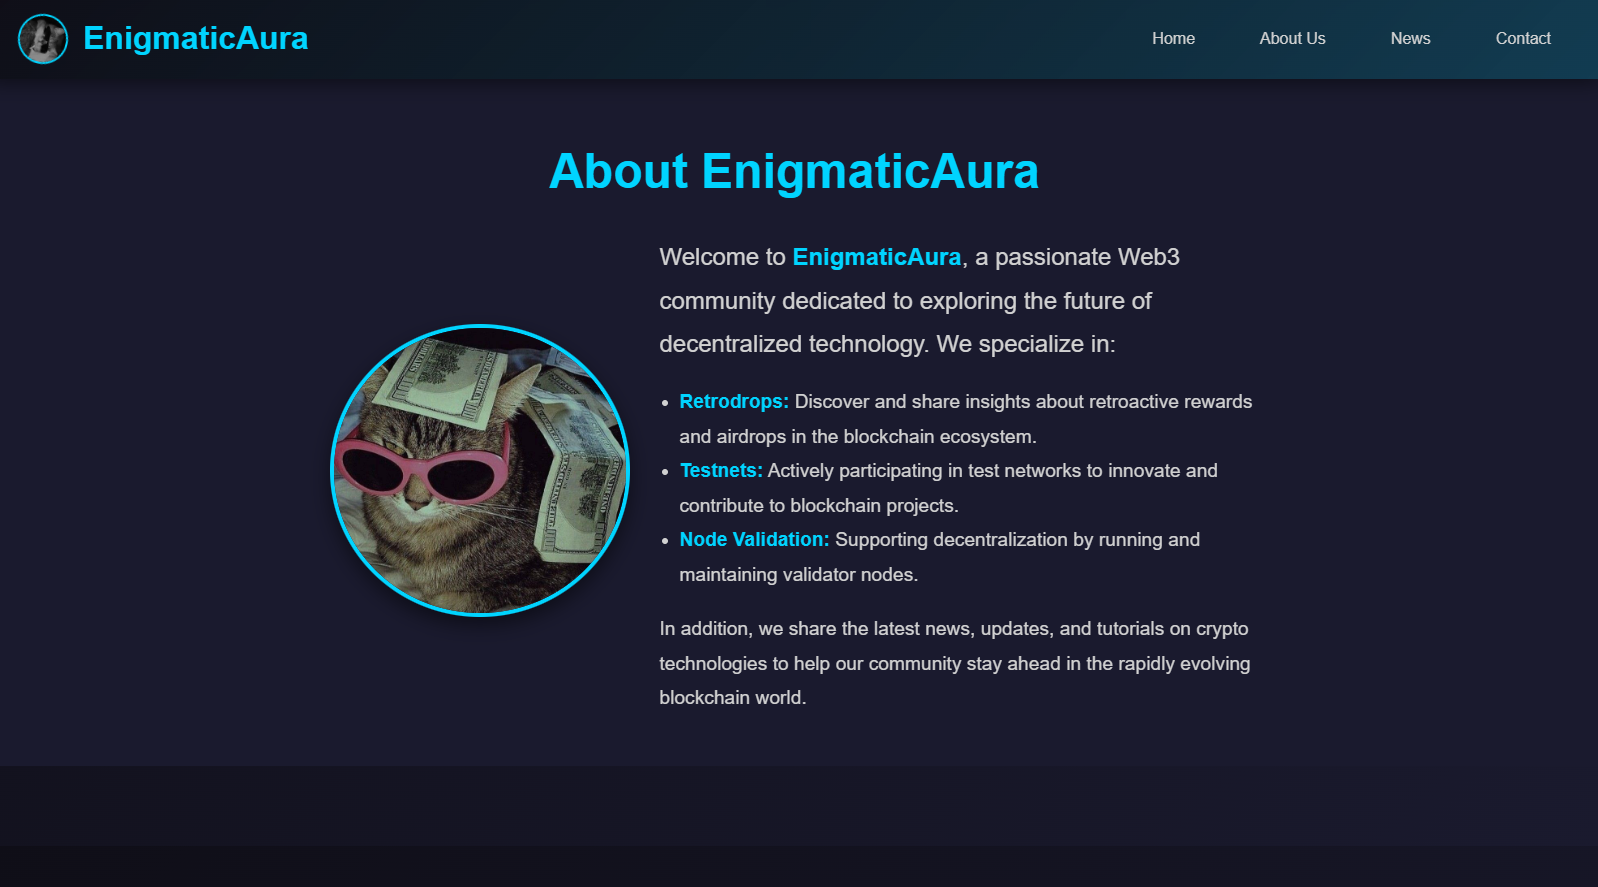 EnigmaticAura
Home
About Us
News
Contact
About EnigmaticAura
Welcome to EnigmaticAura, a passionate Web3
community dedicated to exploring the future of
decentralized technology. We specialize in:
• Retrodrops: Discover and share insights about retroactive rewards
and airdrops in the blockchain ecosystem.
• Testnets: Actively participating in test networks to innovate and
contribute to blockchain projects.
• Node Validation: Supporting decentralization by running and
maintaining validator nodes.
In addition, we share the latest news, updates, and tutorials on crypto
technologies to help our community stay ahead in the rapidly evolving
blockchain world.